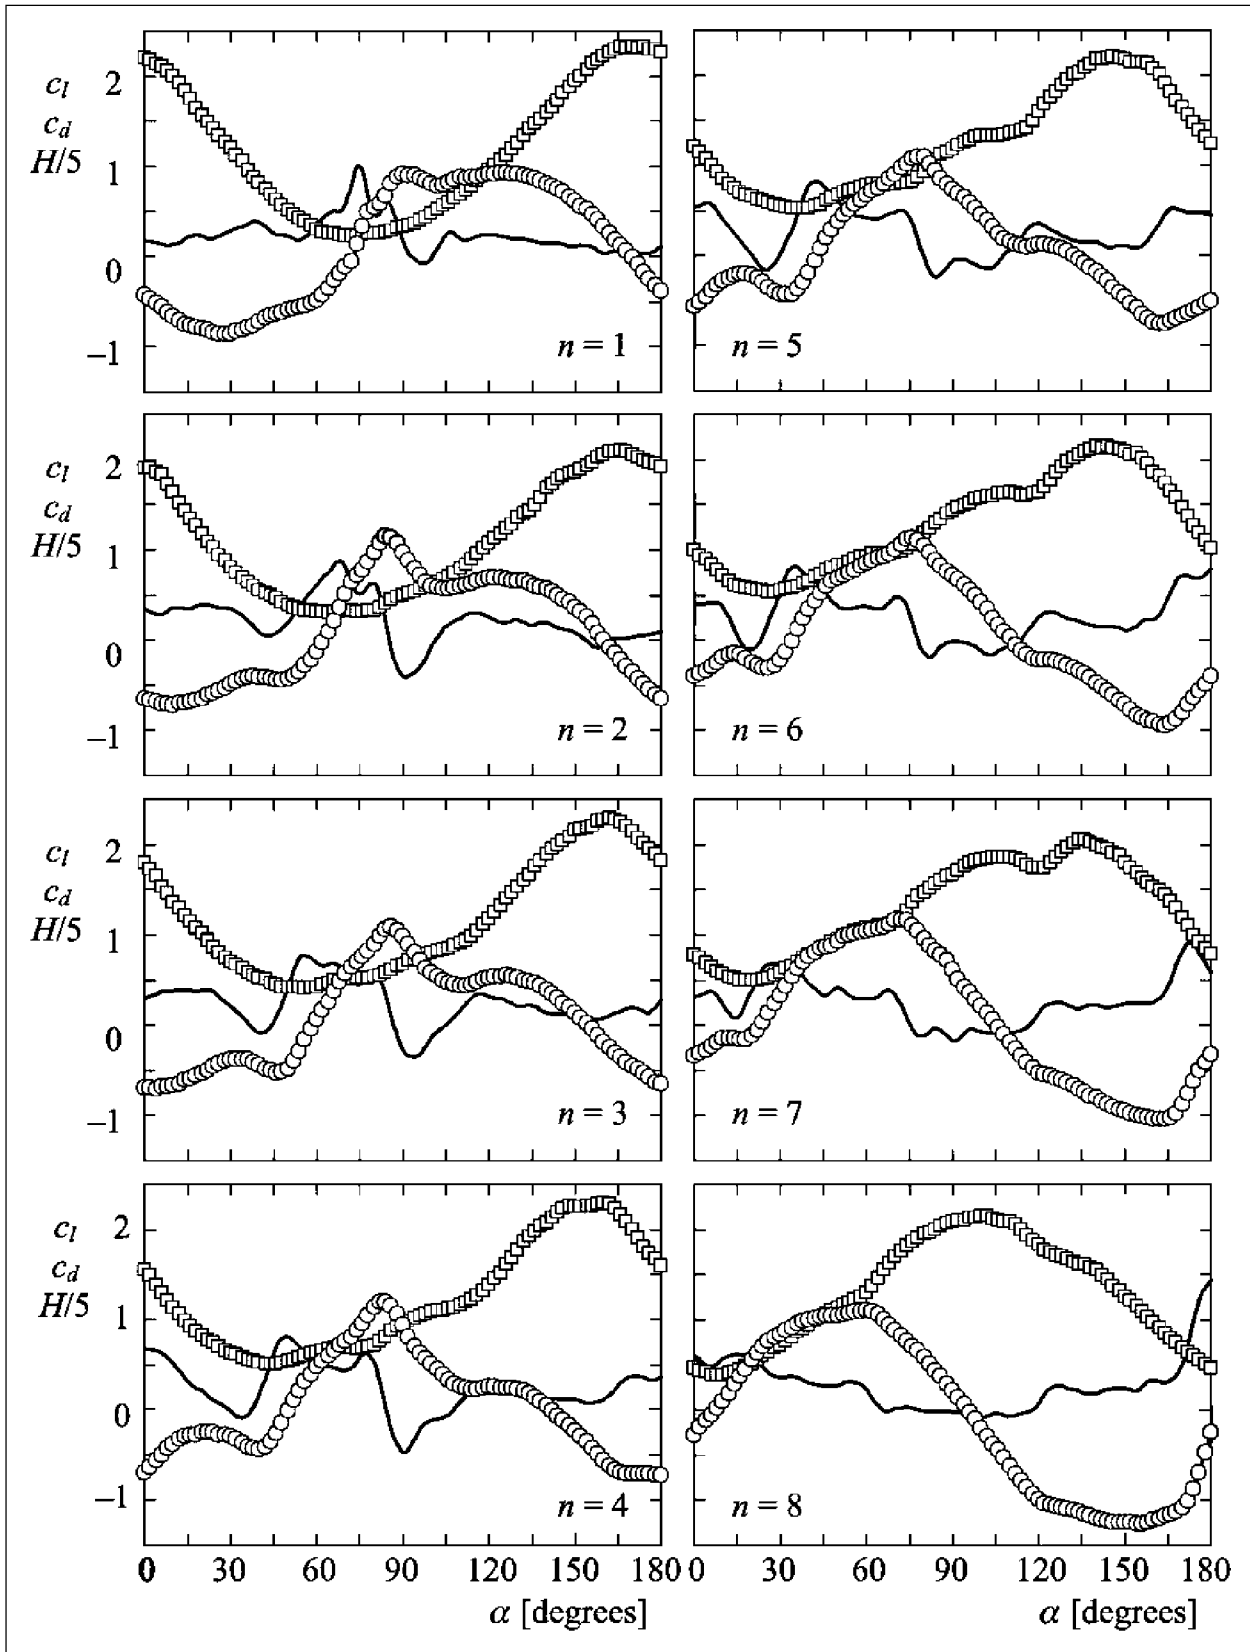 c_l 2
c_d
H/5 1
0
−1
n = 1
n = 5
c_l 2
c_d
H/5 1
0
−1
n = 2
n = 6
c_l 2
c_d
H/5 1
0
−1
n = 3
n = 7
c_l 2
c_d
H/5 1
0
−1
n = 4
n = 8
0 30 60 90 120 150 180 0 30 60 90 120 150 180
α [degrees] α [degrees]